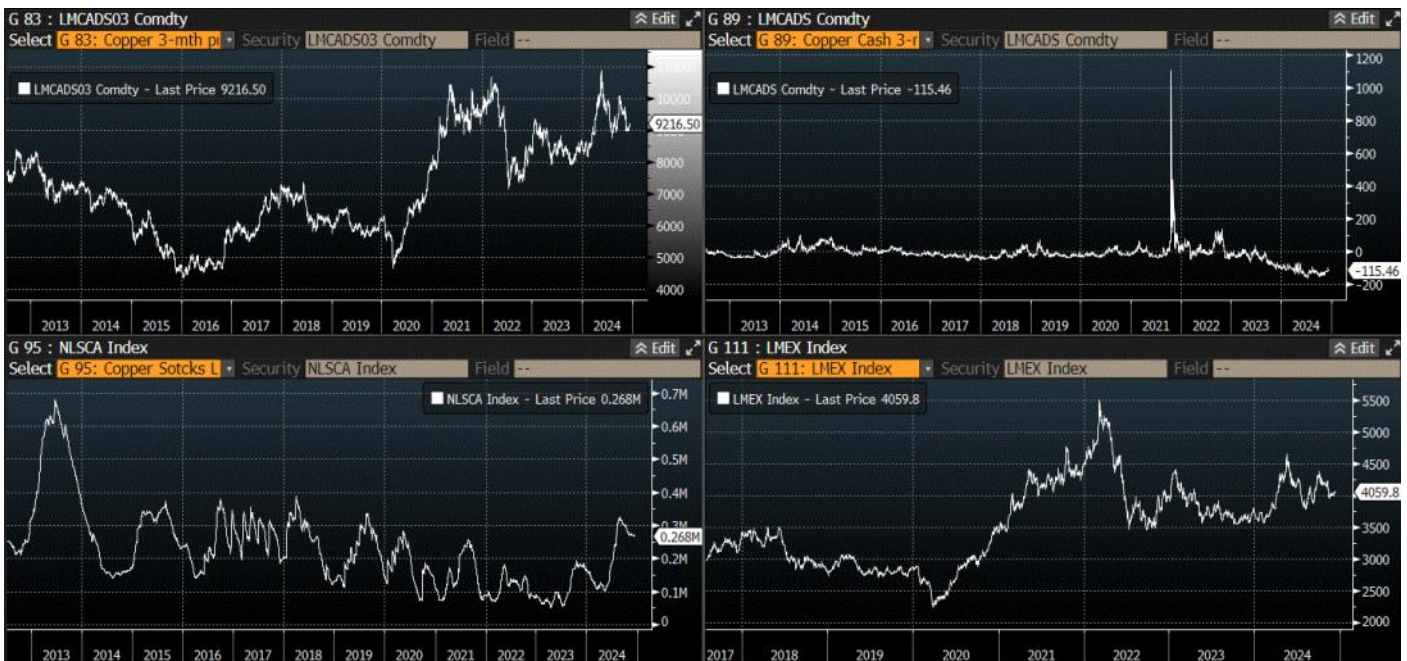 G 83 : LMCADS03 Comdty
Edit
Select G 83: Copper 3-mth pr Security LMCADS03 Comdty Field --
LMCADS03 Comdty - Last Price 9216.50
11000
10000
9216.50
9000
8000
7000
6000
5000
4000
2013 2014 2015 2016 2017 2018 2019 2020 2021 2022 2023 2024
G 89 : LMCADS Comdty
Edit
Select G 89: Copper Cash 3-r Security LMCADS Comdty Field --
LMCADS Comdty - Last Price -115.46
1200
1000
800
600
400
200
0
-115.46
-200
2013 2014 2015 2016 2017 2018 2019 2020 2021 2022 2023 2024
G 95 : NLSCA Index
Edit
Select G 95: Copper Sotcks L Security NLSCA Index Field --
NLSCA Index - Last Price 0.268M
0.7M
0.6M
0.5M
0.4M
0.3M
0.268M
0.2M
0.1M
0
2013 2014 2015 2016 2017 2018 2019 2020 2021 2022 2023 2024
G 111 : LMEX Index
Edit
Select G 111: LMEX Index Security LMEX Index Field --
LMEX Index - Last Price 4059.8
5500
5000
4500
4059.8
3500
3000
2500
2000
2017 2018 2019 2020 2021 2022 2023 2024